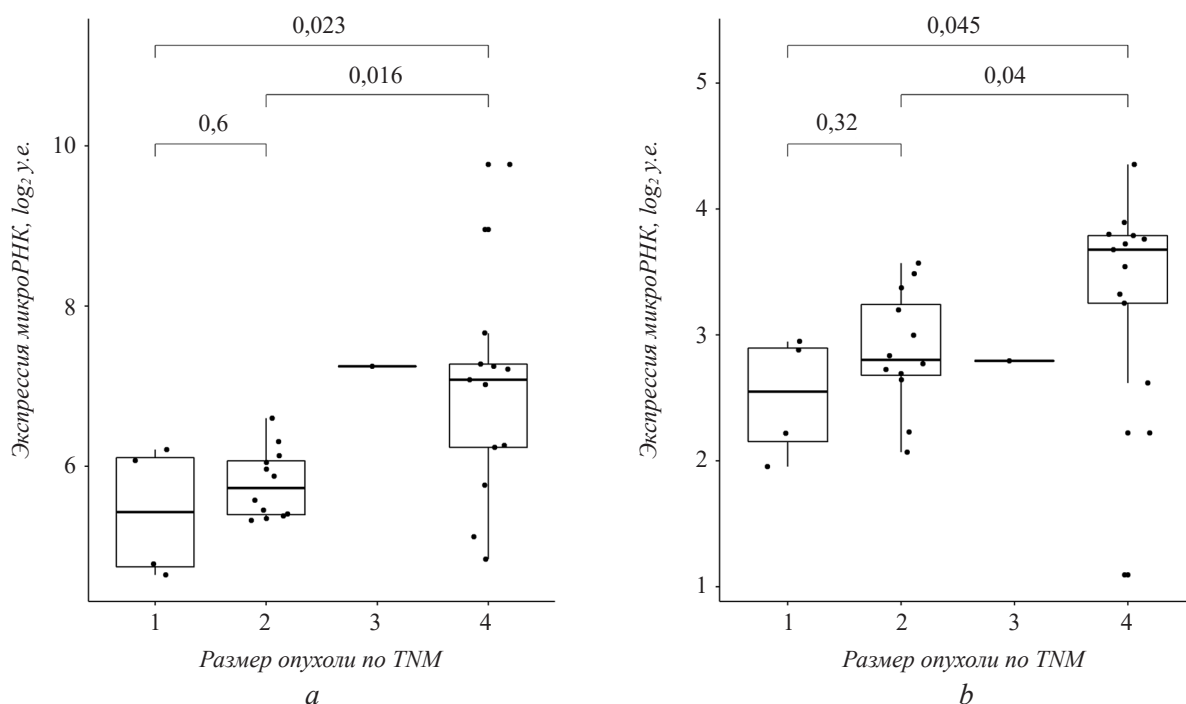 0,023
0,016
0,6
10
8
6
Экспрессия микроРНК, log₂ у.е.
1 2 3 4
Размер опухоли по TNM
a
0,045
0,04
0,32
5
4
3
2
1
Экспрессия микроРНК, log₂ у.е.
1 2 3 4
Размер опухоли по TNM
b